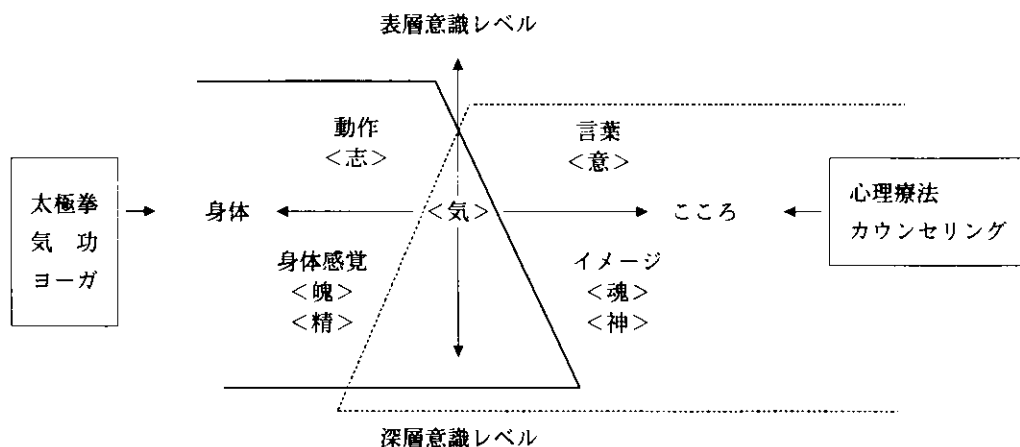 表層意識レベル
動作
<志>
言葉
<意>
太極拳
気 功
ヨーガ
身体
<気>
こころ
心理療法
カウンセリング
身体感覚
<魄>
<精>
イメージ
<魂>
<神>
深層意識レベル